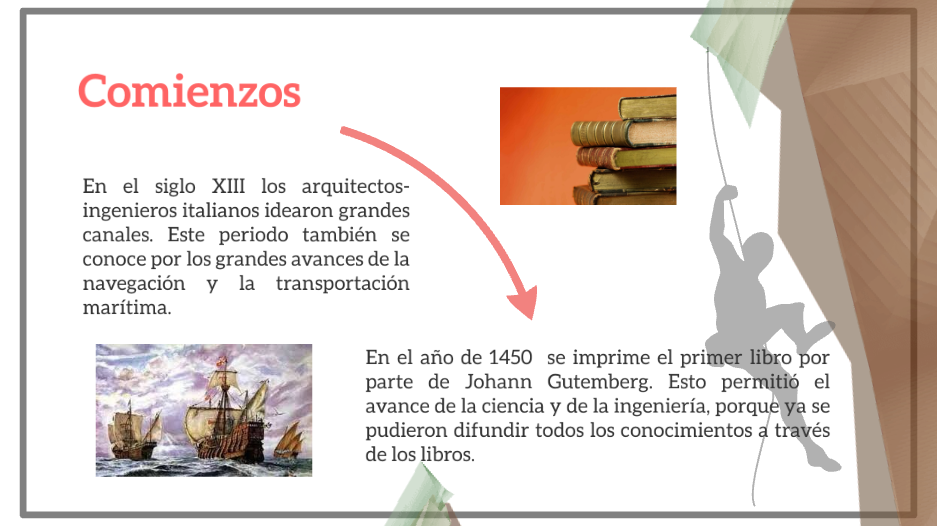 Comienzos
En el siglo XIII los arquitectos-
ingenieros italianos idearon grandes
canales. Este periodo también se
conoce por los grandes avances de la
navegación y la transportación
marítima.
En el año de 1450 se imprime el primer libro por
parte de Johann Gutemberg. Esto permitió el
avance de la ciencia y de la ingeniería, porque ya se
pudieron difundir todos los conocimientos a través
de los libros.